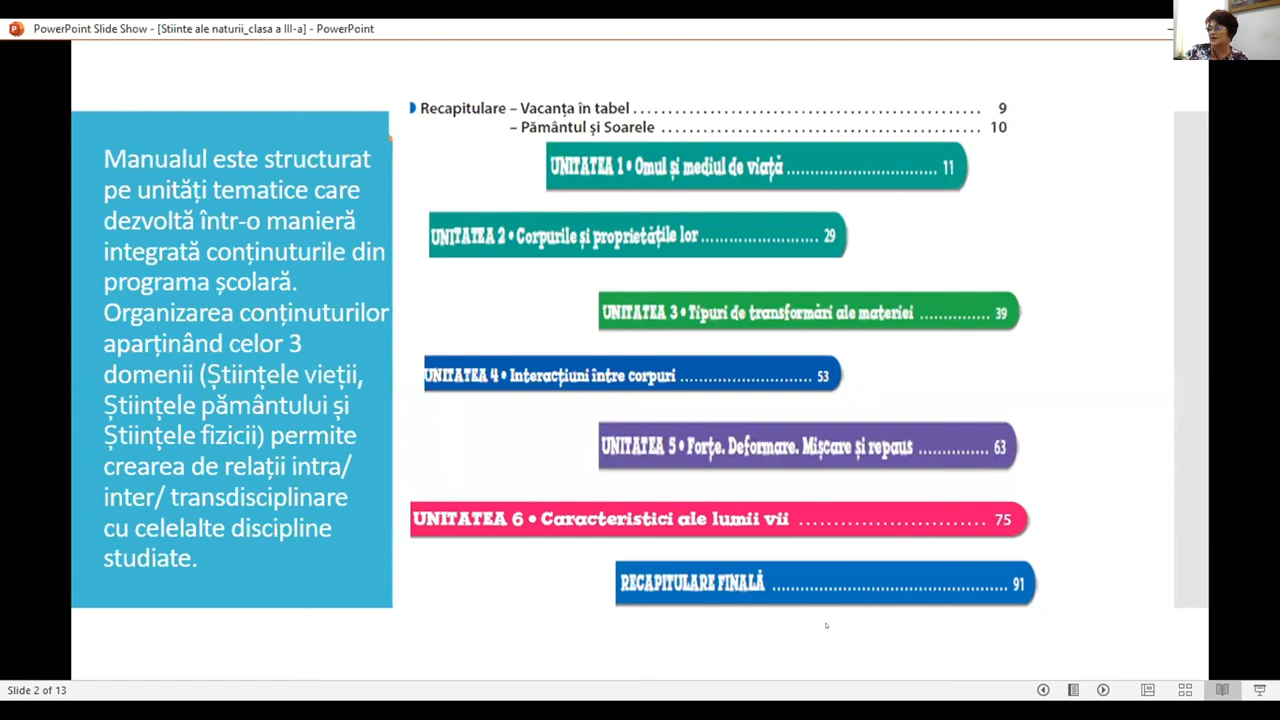 PowerPoint Slide Show - [Stiinte ale naturii_clasa a III-a] - PowerPoint
Manualul este structurat
pe unități tematice care
dezvoltă într-o manieră
integrată conținuturile din
programa școlară.
Organizarea conținuturilor
aparținând celor 3
domenii (Științele vieții,
Științele pământului și
Științele fizicii) permite
crearea de relații intra/
inter/ transdisciplinare
cu celelalte discipline
studiate.
Recapitulare – Vacanța în tabel ........................................ 9
– Pământul și Soarele ........................................ 10
UNITATEA 1 • Omul și mediul de viață ................................ 11
UNITATEA 2 • Corpurile și proprietățile lor ......................... 29
UNITATEA 3 • Tipuri de transformări ale materiei ............... 39
UNITATEA 4 • Interacțiuni între corpuri ............................ 53
UNITATEA 5 • Forțe. Deformare. Mișcare și repaus ............... 63
UNITATEA 6 • Caracteristici ale lumii vii ......................... 75
RECAPITULARE FINALĂ ................................................ 91
Slide 2 of 13